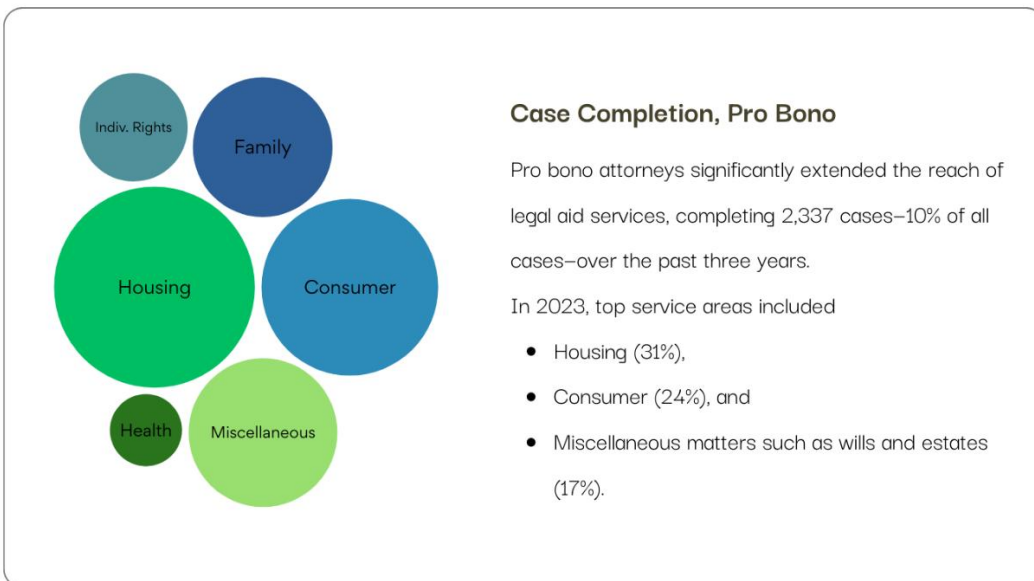 Indiv. Rights
Family
Housing
Consumer
Health
Miscellaneous
Case Completion, Pro Bono
Pro bono attorneys significantly extended the reach of
legal aid services, completing 2,337 cases—10% of all
cases—over the past three years.
In 2023, top service areas included
• Housing (31%),
• Consumer (24%), and
• Miscellaneous matters such as wills and estates
(17%).